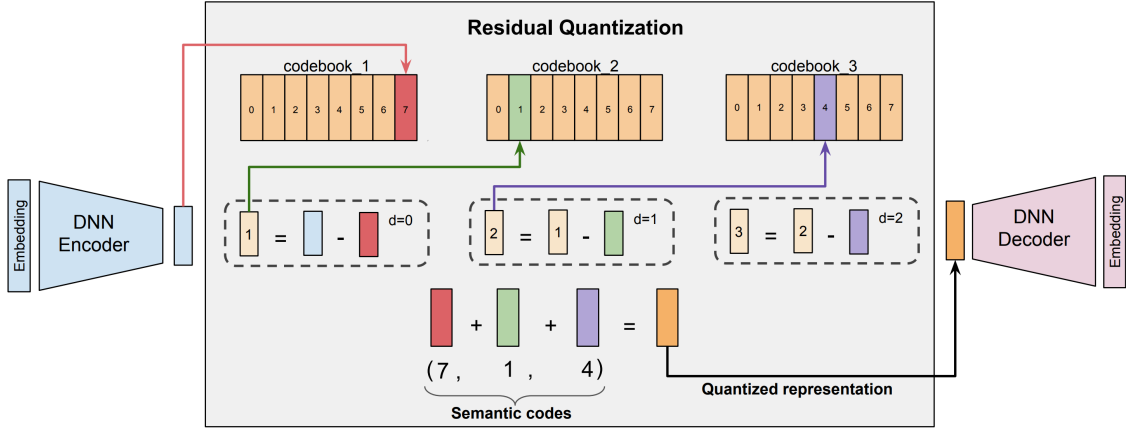 Residual Quantization
codebook_1
codebook_2
codebook_3
0 1 2 3 4 5 6 7
0 1 2 3 4 5 6 7
0 1 2 3 4 5 6 7
Embedding
DNN
Encoder
1 = - d=0
2 = 1 - d=1
3 = 2 - d=2
DNN
Decoder
Embedding
+ + =
(7, 1, 4)
Semantic codes
Quantized representation